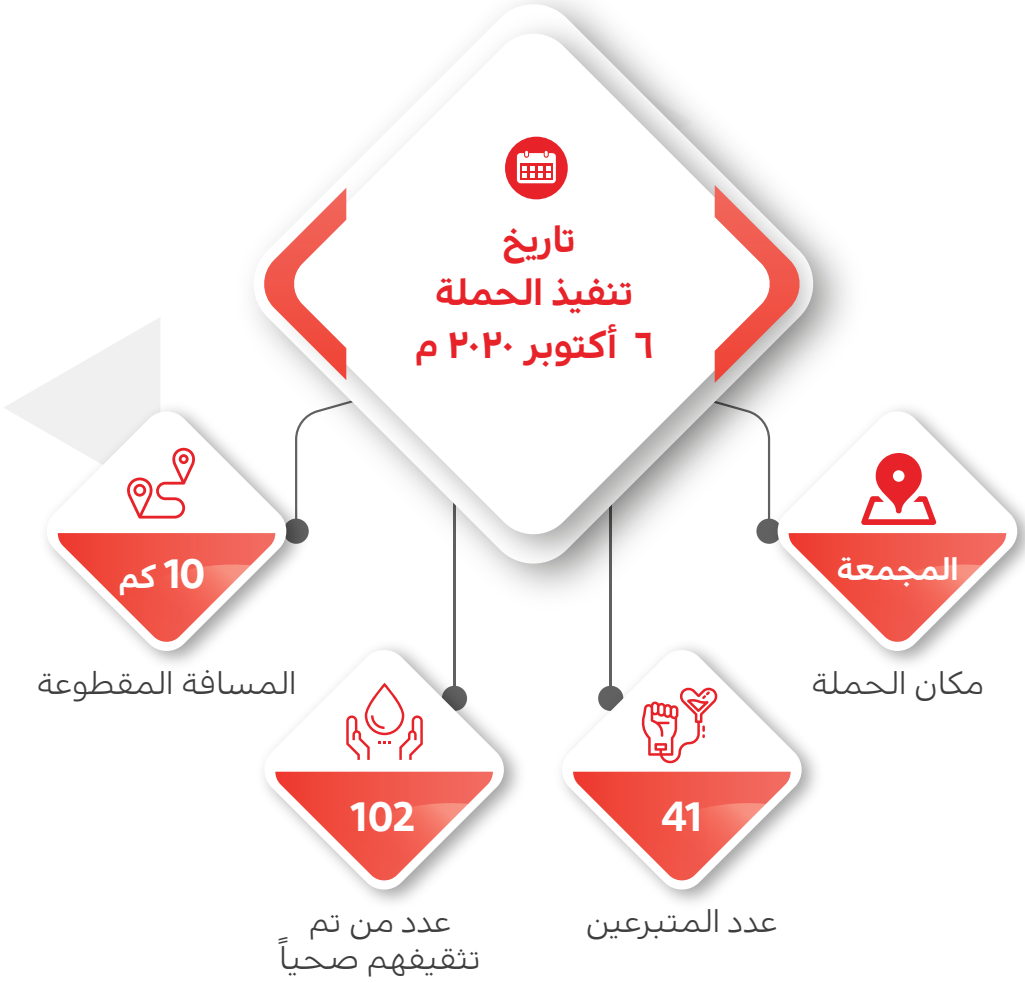 تاريخ
تنفيذ الحملة
٦ أكتوبر ٢٠٢٠ م
المجمعة
مكان الحملة
41
عدد المتبرعين
102
عدد من تم
تثقيفهم صحياً
10 كم
المسافة المقطوعة